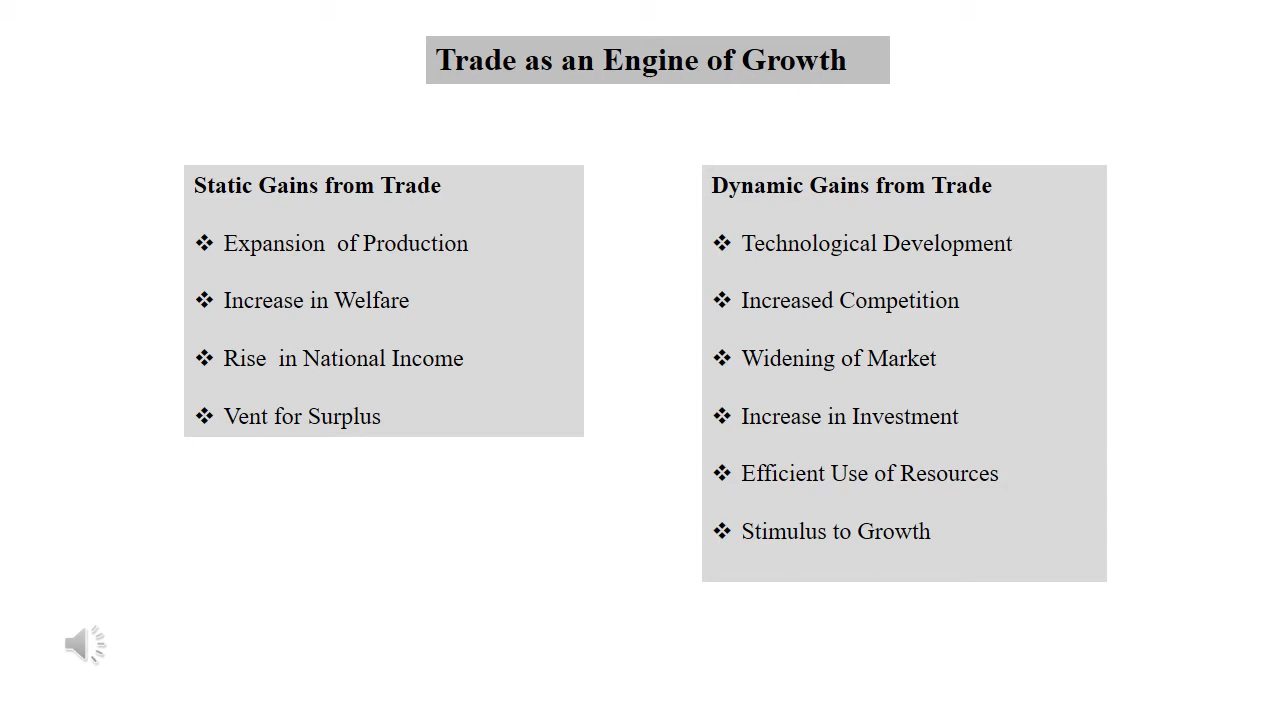 Trade as an Engine of Growth
Static Gains from Trade
❖ Expansion  of Production
❖ Increase in Welfare
❖ Rise  in National Income
❖ Vent for Surplus
Dynamic Gains from Trade
❖ Technological Development
❖ Increased Competition
❖ Widening of Market
❖ Increase in Investment
❖ Efficient Use of Resources
❖ Stimulus to Growth